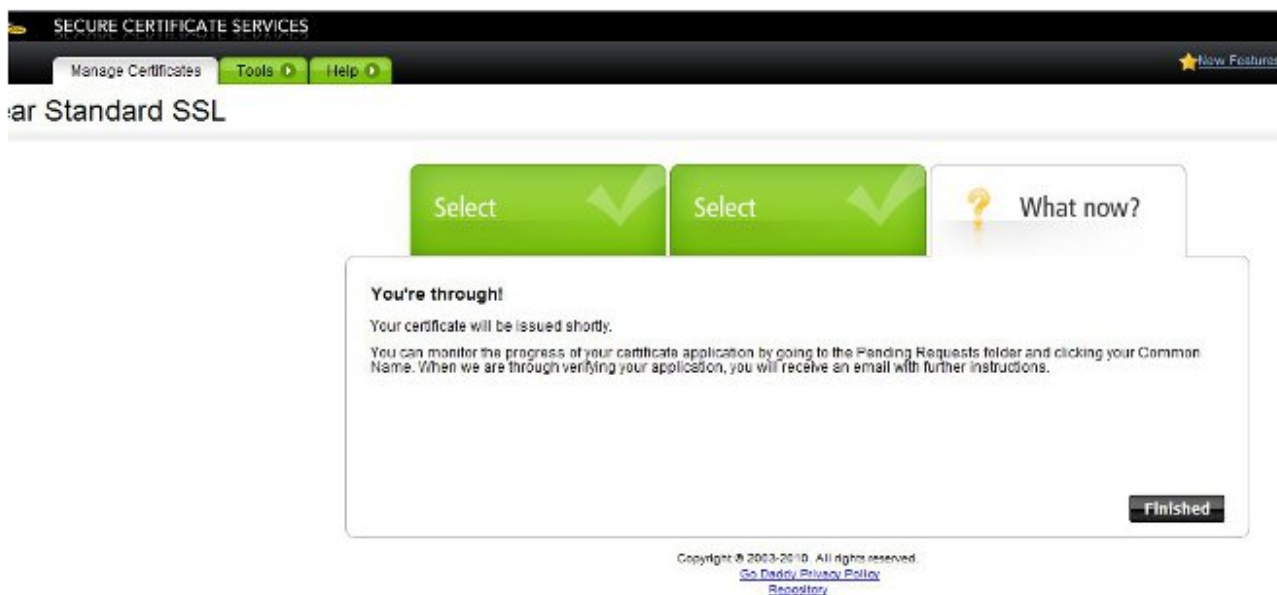 SECURE CERTIFICATE SERVICES
Manage Certificates Tools Help New Features
ear Standard SSL
Select Select What now?
You're through!
Your certificate will be issued shortly.
You can monitor the progress of your certificate application by going to the Pending Requests folder and clicking your Common
Name. When we are through verifying your application, you will receive an email with further instructions.
Finished
Copyright © 2003-2010. All rights reserved.
Go Daddy Privacy Policy
Repository